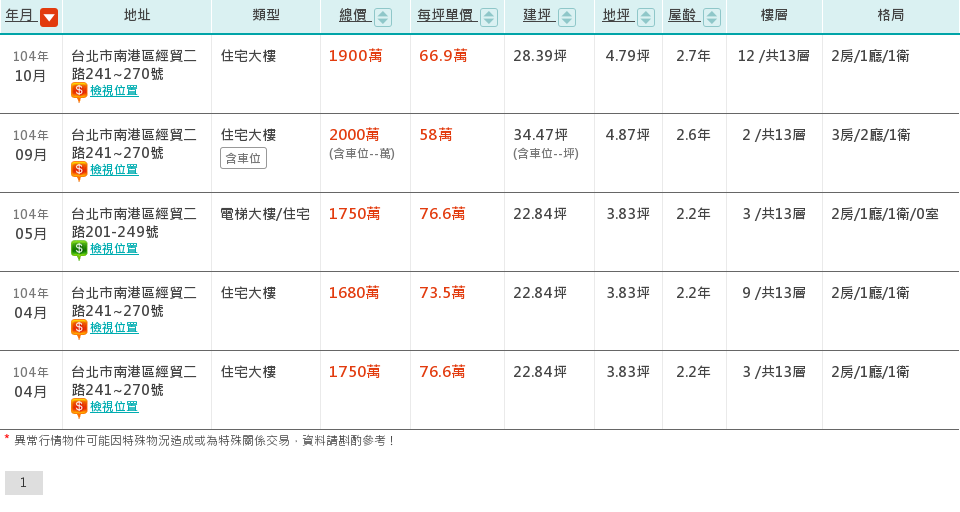 年月 地址 類型 總價 每坪單價 建坪 地坪 屋齡 樓層 格局
104年 台北市南港區經貿二 住宅大樓 1900萬 66.9萬 28.39坪 4.79坪 2.7年 12 /共13層 2房/1廳/1衛
10月 路241~270號
檢視位置
104年 台北市南港區經貿二 住宅大樓 2000萬 58萬 34.47坪 4.87坪 2.6年 2 /共13層 3房/2廳/1衛
09月 路241~270號 含車位 (含車位--萬) (含車位--坪)
檢視位置
104年 台北市南港區經貿二 電梯大樓/住宅 1750萬 76.6萬 22.84坪 3.83坪 2.2年 3 /共13層 2房/1廳/1衛/0室
05月 路201-249號
檢視位置
104年 台北市南港區經貿二 住宅大樓 1680萬 73.5萬 22.84坪 3.83坪 2.2年 9 /共13層 2房/1廳/1衛
04月 路241~270號
檢視位置
104年 台北市南港區經貿二 住宅大樓 1750萬 76.6萬 22.84坪 3.83坪 2.2年 3 /共13層 2房/1廳/1衛
04月 路241~270號
檢視位置
* 異常行情物件可能因特殊物況造成或為特殊關係交易，資料請斟酌參考！
1